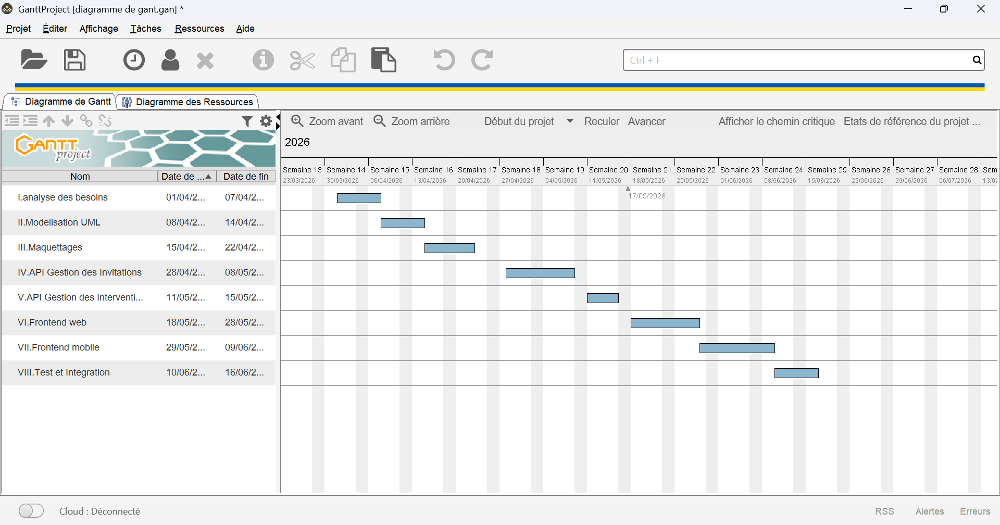 GanttProject [diagramme de gant.gan] *
Projet Éditer Affichage Tâches Ressources Aide
Ctrl + F
Diagramme de Gantt Diagramme des Ressources
Zoom avant Zoom arrière Début du projet Reculer Avancer Afficher le chemin critique Etats de référence du projet ...
GANTT
project
2026
Semaine 13 Semaine 14 Semaine 15 Semaine 16 Semaine 17 Semaine 18 Semaine 19 Semaine 20 Semaine 21 Semaine 22 Semaine 23 Semaine 24 Semaine 25 Semaine 26 Semaine 27 Semaine 28 Sem
23/03/2026 30/03/2026 06/04/2026 13/04/2026 20/04/2026 27/04/2026 04/05/2026 11/05/2026 18/05/2026 25/05/2026 01/06/2026 08/06/2026 15/06/2026 22/06/2026 29/06/2026 06/07/2026 13/07
17/05/2026
Nom Date de ... Date de fin
I.analyse des besoins 01/04/2... 07/04/2...
II.Modelisation UML 08/04/2... 14/04/2...
III.Maquettages 15/04/2... 22/04/2...
IV.API Gestion des Invitations 28/04/2... 08/05/2...
V.API Gestion des Interventi... 11/05/2... 15/05/2...
VI.Frontend web 18/05/2... 28/05/2...
VII.Frontend mobile 29/05/2... 09/06/2...
VIII.Test et Integration 10/06/2... 16/06/2...
Cloud : Déconnecté
RSS Alertes Erreurs